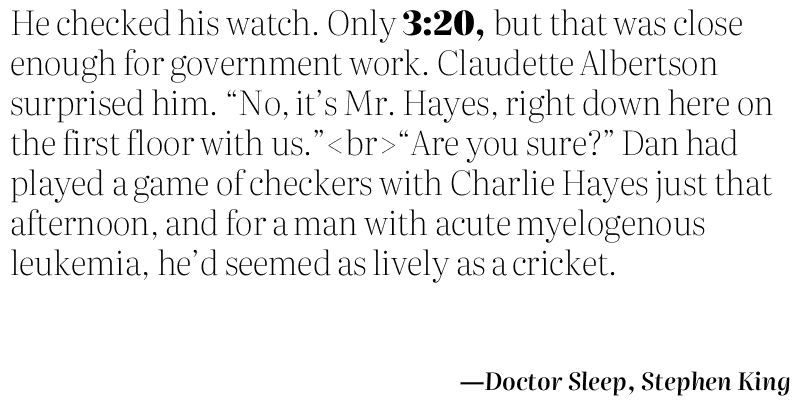 He checked his watch. Only 3:20, but that was close
enough for government work. Claudette Albertson
surprised him. “No, it’s Mr. Hayes, right down here on
the first floor with us.”<br>“Are you sure?” Dan had
played a game of checkers with Charlie Hayes just that
afternoon, and for a man with acute myelogenous
leukemia, he’d seemed as lively as a cricket.
—Doctor Sleep, Stephen King